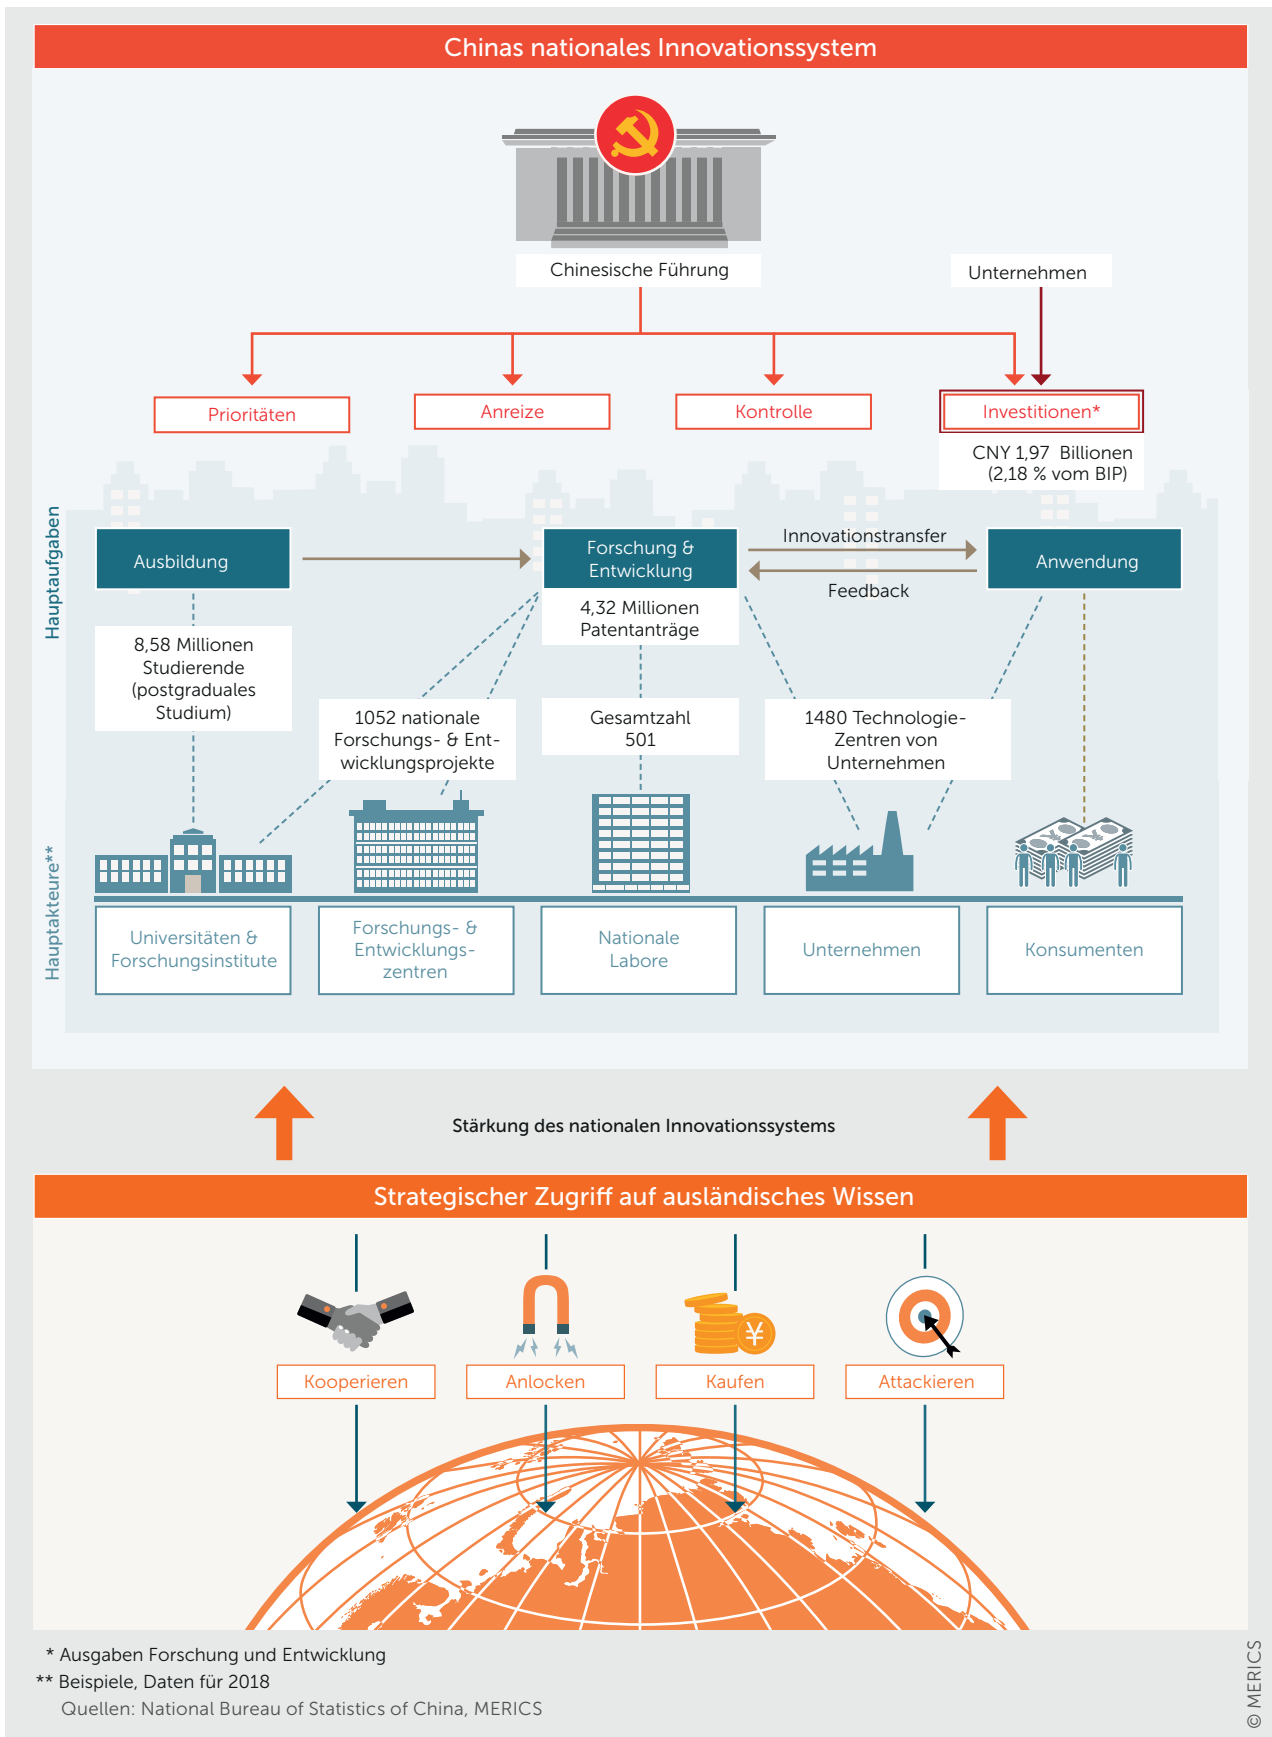 Chinas nationales Innovationssystem
Chinesische Führung
Unternehmen
Prioritäten
Anreize
Kontrolle
Investitionen*
CNY 1,97 Billionen
(2,18 % vom BIP)
Hauptaufgaben
Ausbildung
Forschung &
Entwicklung
Innovationstransfer
Feedback
Anwendung
4,32 Millionen
Patentanträge
8,58 Millionen
Studierende
(postgraduales
Studium)
1052 nationale
Forschungs- & Ent-
wicklungsprojekte
Gesamtzahl
501
1480 Technologie-
Zentren von
Unternehmen
Hauptakteure**
Universitäten &
Forschungsinstitute
Forschungs- &
Entwicklungs-
zentren
Nationale
Labore
Unternehmen
Konsumenten
Stärkung des nationalen Innovationssystems
Strategischer Zugriff auf ausländisches Wissen
¥
Kooperieren
Anlocken
Kaufen
Attackieren
* Ausgaben Forschung und Entwicklung
** Beispiele, Daten für 2018
Quellen: National Bureau of Statistics of China, MERICS
© MERICS